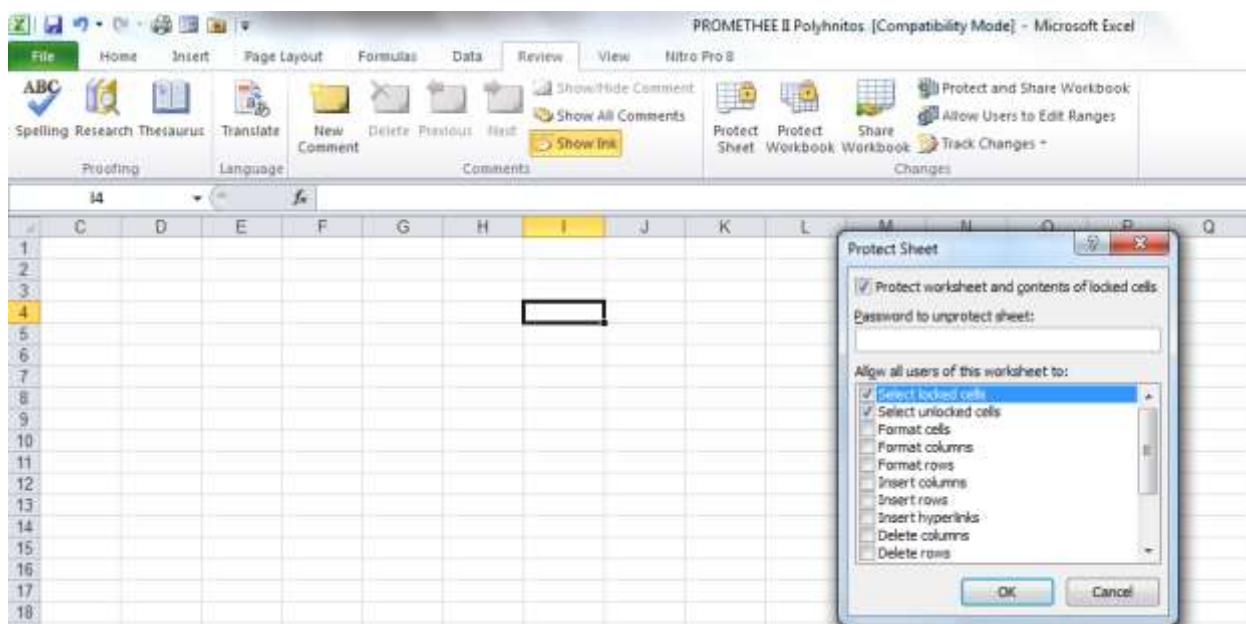 PROMETHEE II Polyhnitos [Compatibility Mode] - Microsoft Excel
File Home Insert Page Layout Formulas Data Review View Nitro Pro 8
ABC
Spelling Research Thesaurus Translate New Comment Delete Previous Next
Show/Hide Comment
Show All Comments
Show Ink
Protect Sheet Protect Workbook Share Workbook
Protect and Share Workbook
Allow Users to Edit Ranges
Track Changes
Proofing Language Comments Changes
I4 fx
C D E F G H I J K L M N O P Q
1
2
3
4
5
6
7
8
9
10
11
12
13
14
15
16
17
18
Protect Sheet
Protect worksheet and contents of locked cells
Password to unprotect sheet:
Allow all users of this worksheet to:
Select locked cells
Select unlocked cells
Format cells
Format columns
Format rows
Insert columns
Insert rows
Insert hyperlinks
Delete columns
Delete rows
OK Cancel